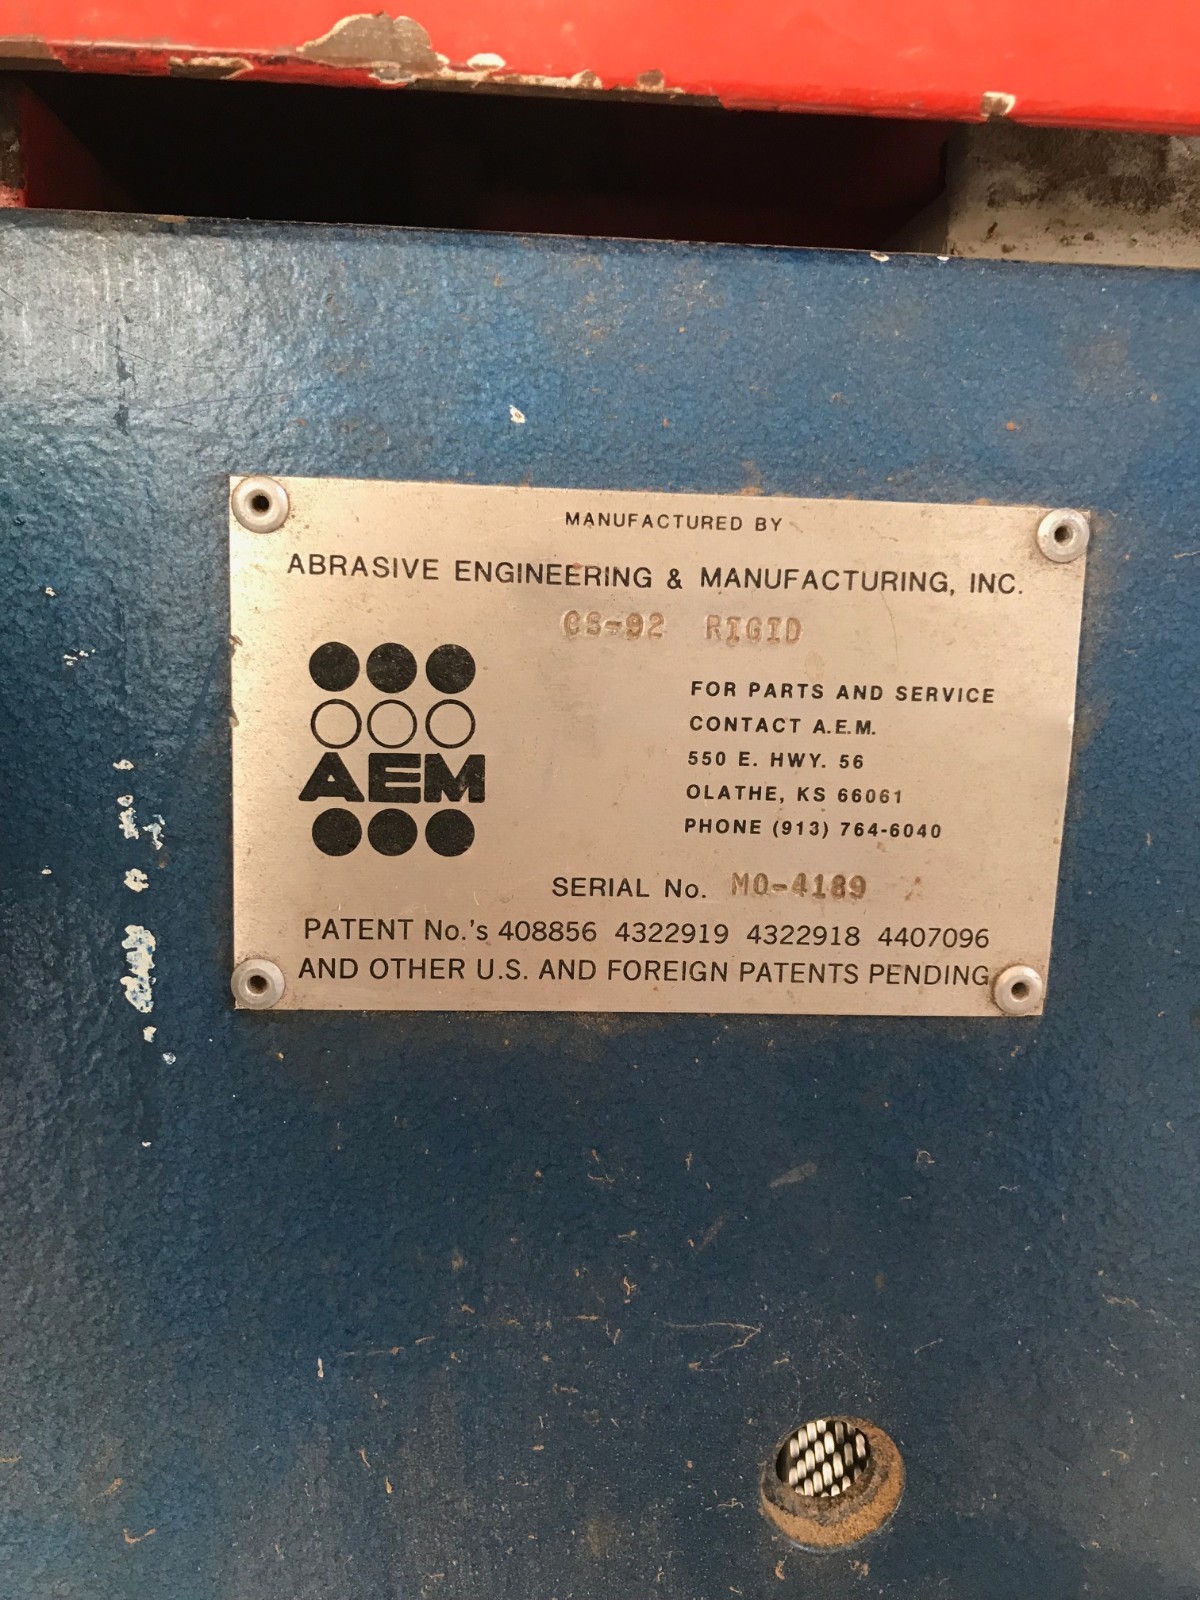 MANUFACTURED BY
ABRASIVE ENGINEERING & MANUFACTURING, INC.
CS-92 RIGID
AEM
FOR PARTS AND SERVICE
CONTACT A.E.M.
550 E. HWY. 56
OLATHE, KS 66061
PHONE (913) 764-6040
SERIAL No. MO-4189
PATENT No.'s 408856 4322919 4322918 4407096
AND OTHER U.S. AND FOREIGN PATENTS PENDING